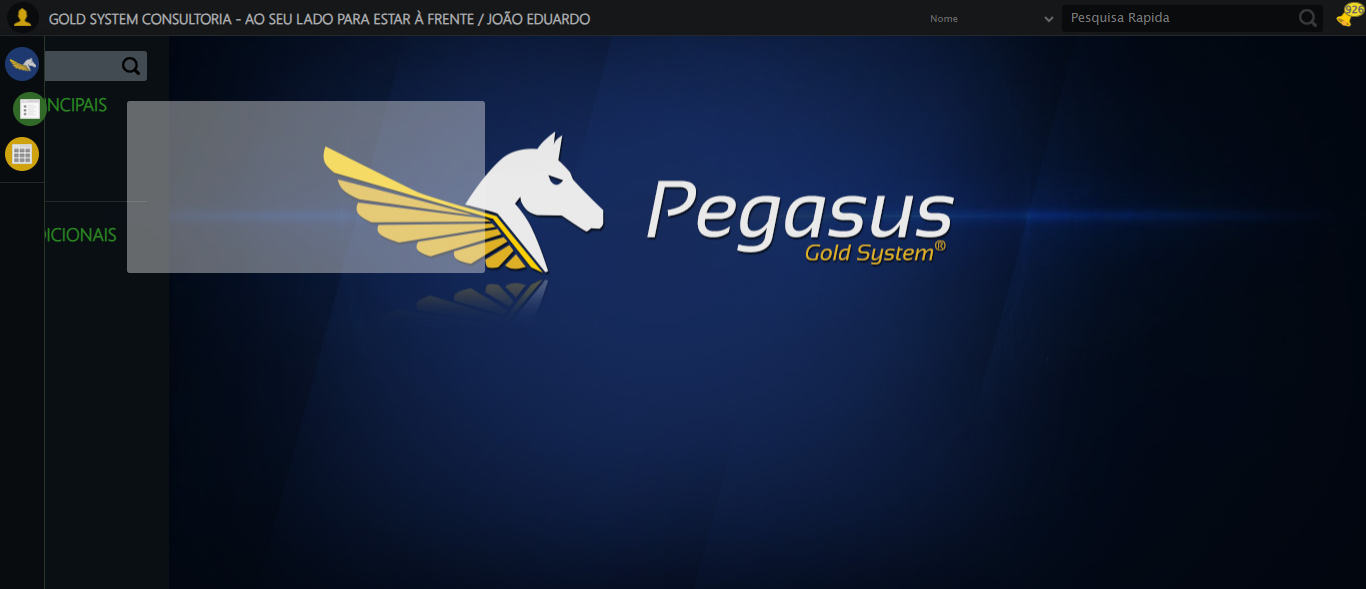 GOLD SYSTEM CONSULTORIA - AO SEU LADO PARA ESTAR À FRENTE / JOÃO EDUARDO
Nome
Pesquisa Rapida
926
NCIPAIS
DICIONAIS
Pegasus
Gold System®